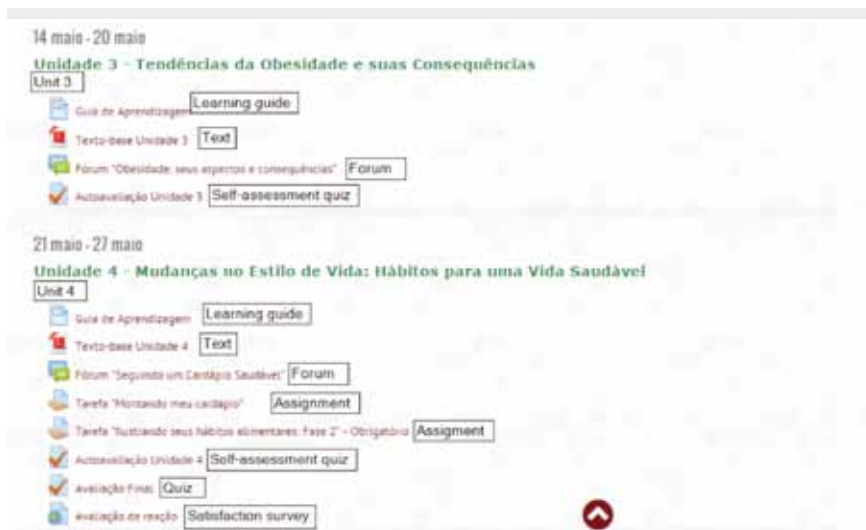 14 maio - 20 maio
Unidade 3 - Tendências da Obesidade e suas Consequências
Unit 3
Guia de Aprendizagem Learning guide
Texto-base Unidade 3 Text
Fórum "Obesidade: seus aspectos e consequências" Forum
Autoavaliação Unidade 3 Self-assessment quiz
21 maio - 27 maio
Unidade 4 - Mudanças no Estilo de Vida: Hábitos para uma Vida Saudável
Unit 4
Guia de Aprendizagem Learning guide
Texto-base Unidade 4 Text
Fórum "Seguindo um Cardápio Saudável" Forum
Tarefa "Montando meu cardápio" Assignment
Tarefa seus hábitos alimentares: Fase 2" - Obrigatória Assigment
Autoavaliação Unidade 4 Self-assessment quiz
Avaliação Final Quiz
Avaliação de reação Satisfaction survey